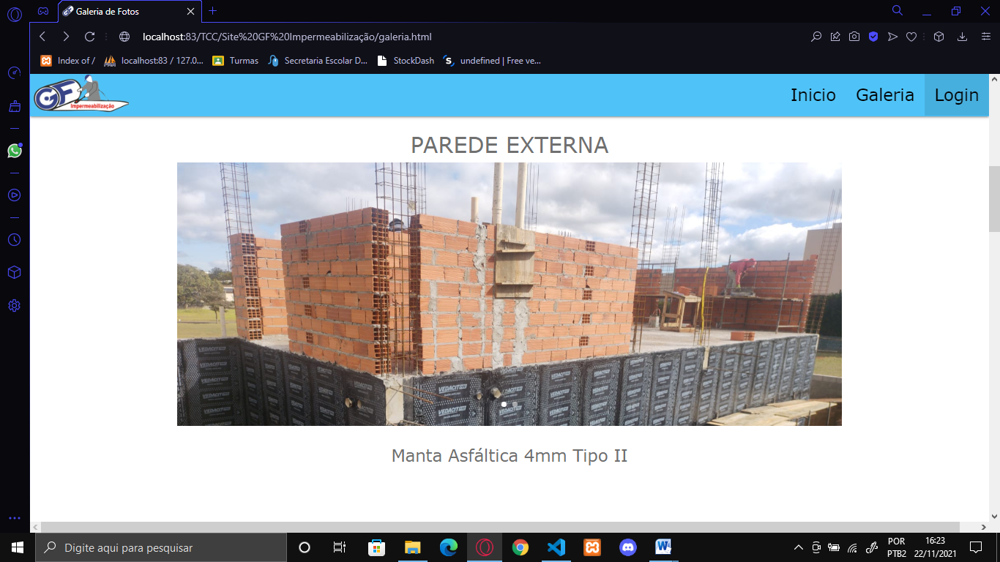 Galeria de Fotos
localhost:83/TCC/Site%20GF%20Impermeabilização/galeria.html
Index of /
localhost:83 / 127.0...
Turmas
Secretaria Escolar D...
StockDash
undefined | Free ve...
GF
Impermeabilização
Inicio
Galeria
Login
PAREDE EXTERNA
VEDACIT
VEDACIT
VEDACIT
Manta Asfáltica 4mm Tipo II
Digite aqui para pesquisar
POR
PTB2
16:23
22/11/2021